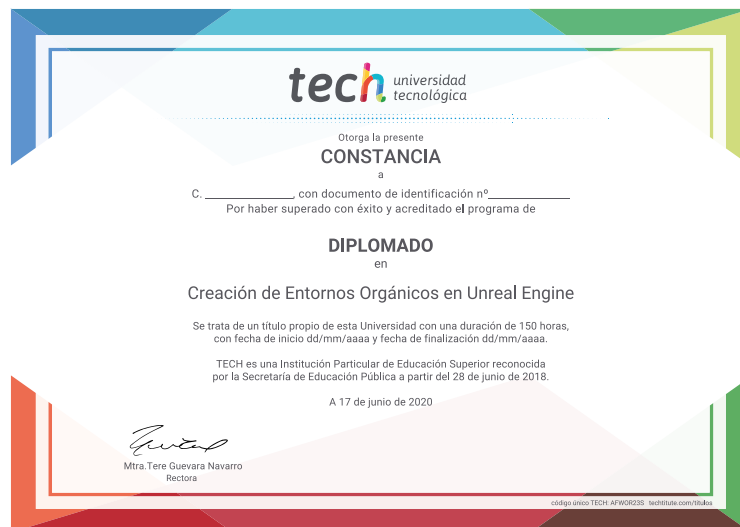 tech universidad
tecnológica
Otorga la presente
CONSTANCIA
a
C. ______________, con documento de identificación nº______________
Por haber superado con éxito y acreditado el programa de
DIPLOMADO
en
Creación de Entornos Orgánicos en Unreal Engine
Se trata de un título propio de esta Universidad con una duración de 150 horas,
con fecha de inicio dd/mm/aaaa y fecha de finalización dd/mm/aaaa.
TECH es una Institución Particular de Educación Superior reconocida
por la Secretaría de Educación Pública a partir del 28 de junio de 2018.
A 17 de junio de 2020
Mtra.Tere Guevara Navarro
Rectora
código único TECH: AFWOR23S techtitute.com/titulos